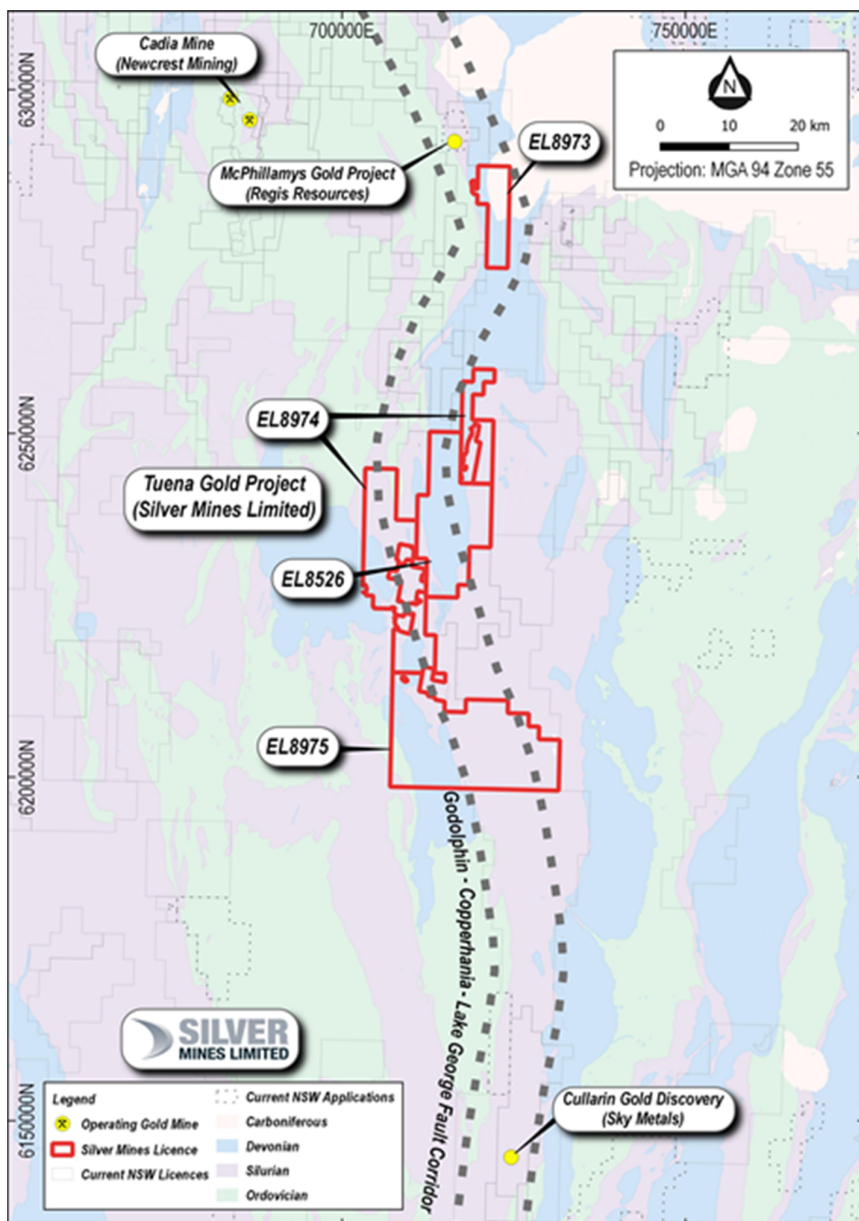 700000E
750000E
Cadia Mine
(Newcrest Mining)
N
0 10 20 km
Projection: MGA 94 Zone 55
6300000N
McPhillamys Gold Project
(Regis Resources)
EL8973
EL8974
6250000N
Tuena Gold Project
(Silver Mines Limited)
EL8526
EL8975
6200000N
Godolphin - Copperhania - Lake George Fault Corridor
SILVER
MINES LIMITED
Cullarin Gold Discovery
(Sky Metals)
6150000N
Legend
Operating Gold Mine
Silver Mines Licence
Current NSW Licences
Current NSW Applications
Carboniferous
Devonian
Silurian
Ordovician